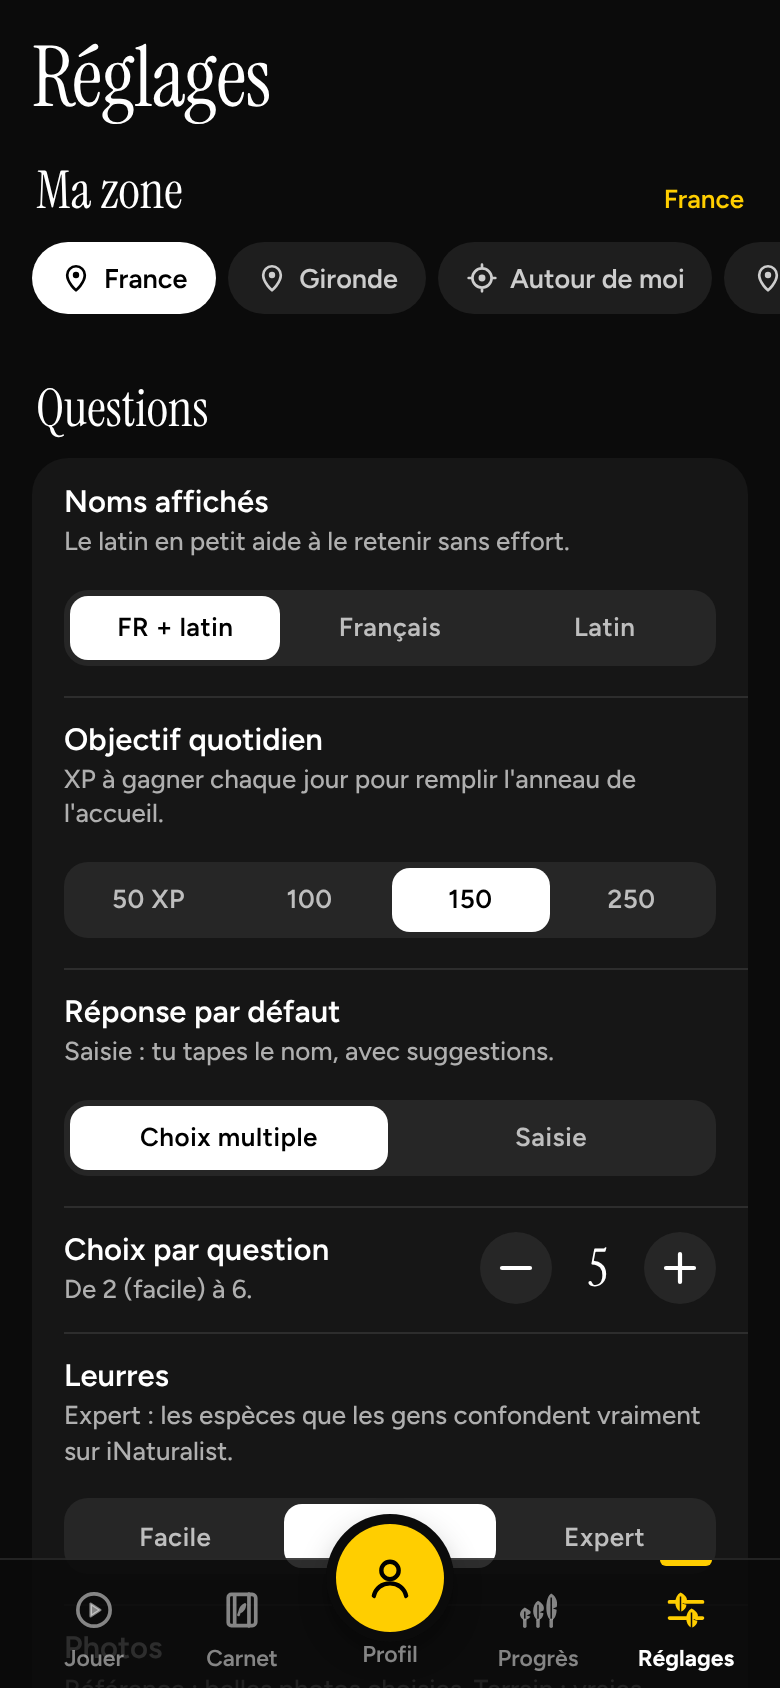 Réglages
Ma zone
France
France
Gironde
Autour de moi
Questions
Noms affichés
Le latin en petit aide à le retenir sans effort.
FR + latin
Français
Latin
Objectif quotidien
XP à gagner chaque jour pour remplir l'anneau de
l'accueil.
50 XP
100
150
250
Réponse par défaut
Saisie : tu tapes le nom, avec suggestions.
Choix multiple
Saisie
Choix par question
De 2 (facile) à 6.
5
Leurres
Expert : les espèces que les gens confondent vraiment
sur iNaturalist.
Facile
Expert
Photos
Jouer
Carnet
Profil
Progrès
Réglages